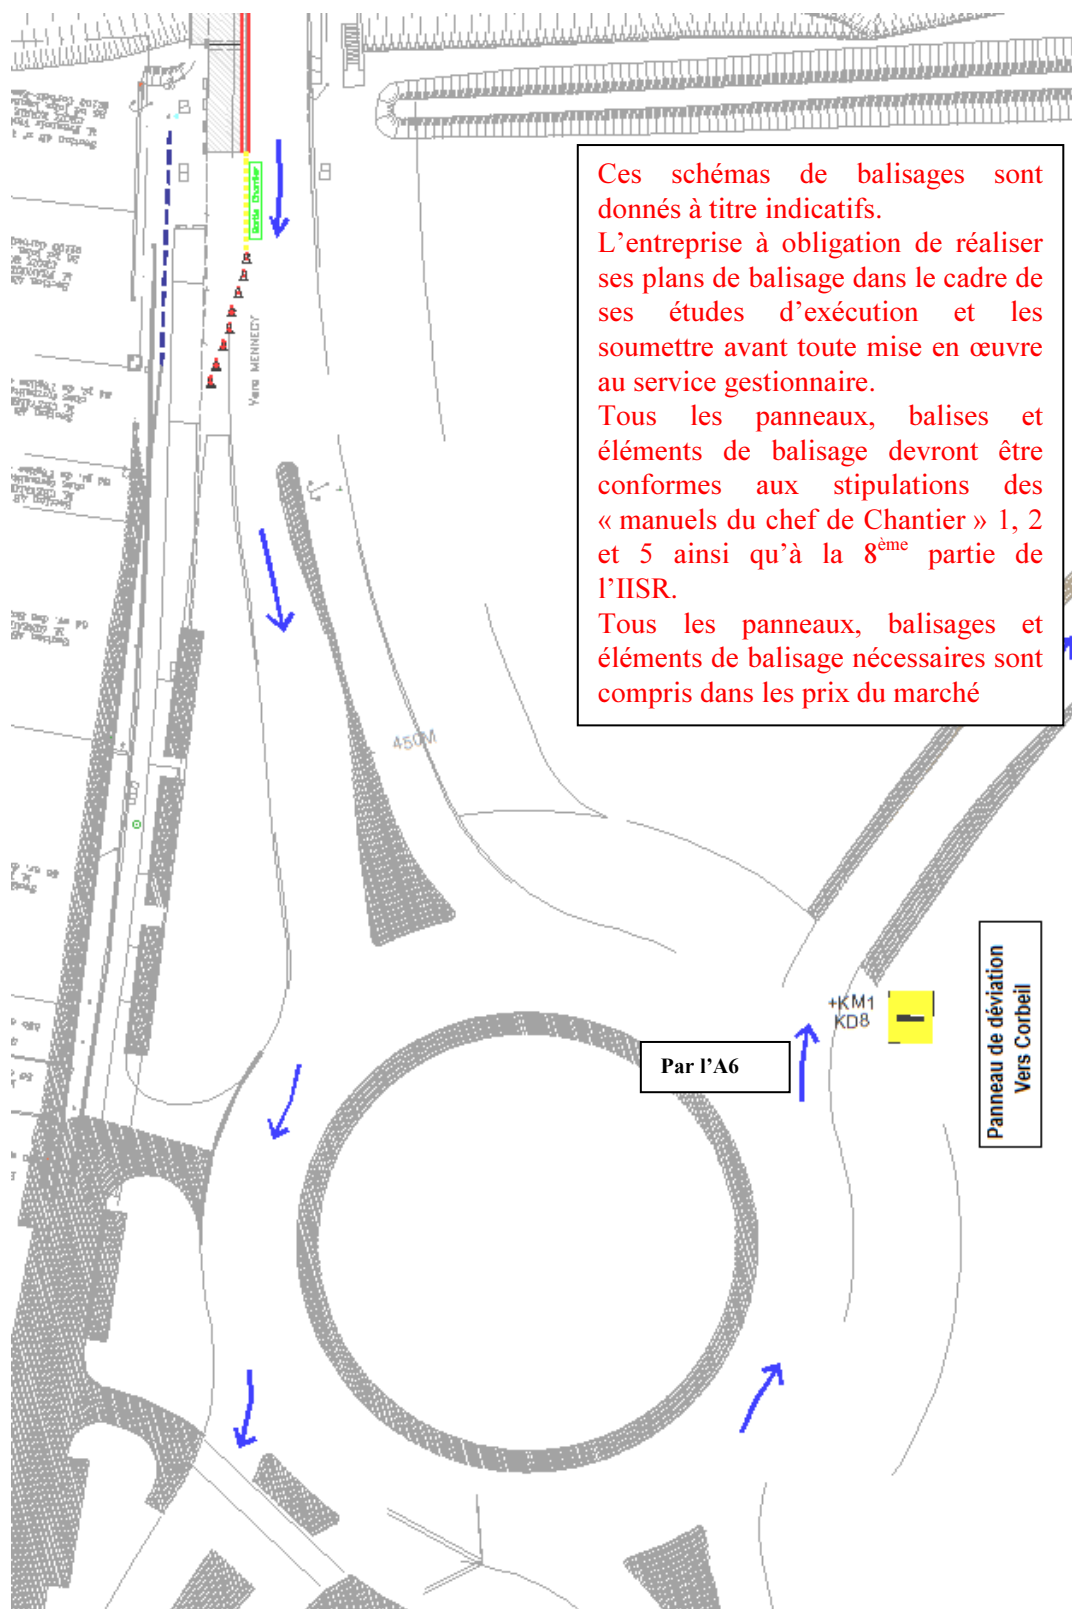 Ces schémas de balisages sont
donnés à titre indicatifs.
L’entreprise à obligation de réaliser
ses plans de balisage dans le cadre de
ses études d’exécution et les
soumettre avant toute mise en œuvre
au service gestionnaire.
Tous les panneaux, balises et
éléments de balisage devront être
conformes aux stipulations des
« manuels du chef de Chantier » 1, 2
et 5 ainsi qu’à la 8ème partie de
l’IISR.
Tous les panneaux, balisages et
éléments de balisage nécessaires sont
compris dans les prix du marché
Sortie Chantier
Vers MENNECY
450M
+KM1
KD8
Par l’A6
Panneau de déviation
Vers Corbeil